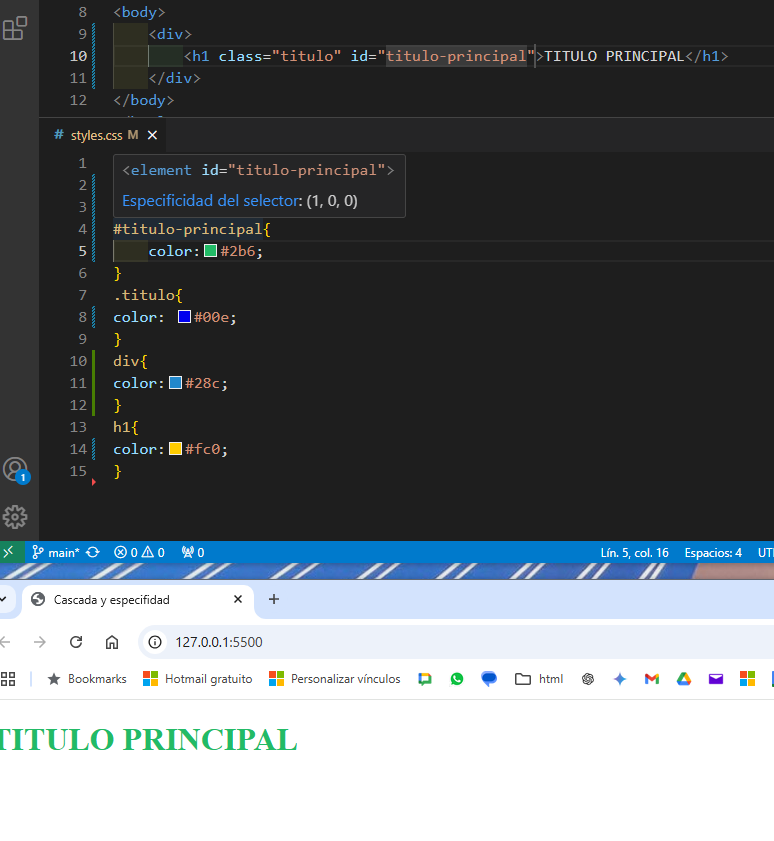 8 <body>
9 <div>
10 <h1 class="titulo" id="titulo-principal">TITULO PRINCIPAL</h1>
11 </div>
12 </body>
# styles.css M ×
1
<element id="titulo-principal">
2
Especificidad del selector: (1, 0, 0)
3
4 #titulo-principal{
5 color: #2b6;
6 }
7 .titulo{
8 color: #00e;
9 }
10 div{
11 color: #28c;
12 }
13 h1{
14 color: #fc0;
15 }
1
main* 0 0 0 Lín. 5, col. 16 Espacios: 4
Cascada y especifidad × +
127.0.0.1:5500
Bookmarks Hotmail gratuito Personalizar vínculos html
TITULO PRINCIPAL